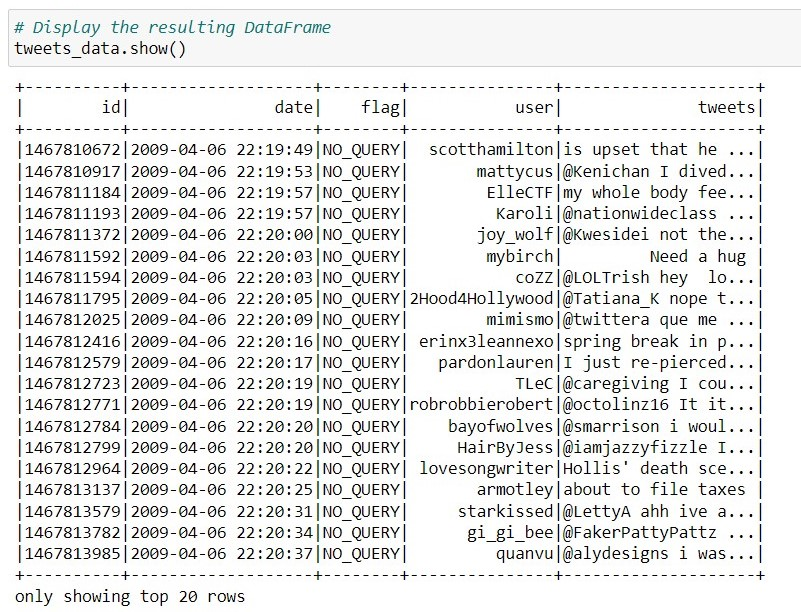 # Display the resulting DataFrame
tweets_data.show()
+----------+-------------------+--------+---------------+--------------------+
|        id|               date|    flag|           user|              tweets|
+----------+-------------------+--------+---------------+--------------------+
|1467810672|2009-04-06 22:19:49|NO_QUERY|  scotthamilton|is upset that he ...|
|1467810917|2009-04-06 22:19:53|NO_QUERY|       mattycus|@Kenichan I dived...|
|1467811184|2009-04-06 22:19:57|NO_QUERY|        ElleCTF|my whole body fee...|
|1467811193|2009-04-06 22:19:57|NO_QUERY|         Karoli|@nationwideclass ...|
|1467811372|2009-04-06 22:20:00|NO_QUERY|       joy_wolf|@Kwesidei not the...|
|1467811592|2009-04-06 22:20:03|NO_QUERY|        mybirch|         Need a hug |
|1467811594|2009-04-06 22:20:03|NO_QUERY|           coZZ|@LOLTrish hey  lo...|
|1467811795|2009-04-06 22:20:05|NO_QUERY|2Hood4Hollywood|@Tatiana_K nope t...|
|1467812025|2009-04-06 22:20:09|NO_QUERY|        mimismo|@twittera que me ...|
|1467812416|2009-04-06 22:20:16|NO_QUERY| erinx3leannexo|spring break in p...|
|1467812579|2009-04-06 22:20:17|NO_QUERY|   pardonlauren|I just re-pierced...|
|1467812723|2009-04-06 22:20:19|NO_QUERY|           TLeC|@caregiving I cou...|
|1467812771|2009-04-06 22:20:19|NO_QUERY|robrobbierobert|@octolinz16 It it...|
|1467812784|2009-04-06 22:20:20|NO_QUERY|    bayofwolves|@smarrison i woul...|
|1467812799|2009-04-06 22:20:20|NO_QUERY|     HairByJess|@iamjazzyfizzle I...|
|1467812964|2009-04-06 22:20:22|NO_QUERY| lovesongwriter|Hollis' death sce...|
|1467813137|2009-04-06 22:20:25|NO_QUERY|       armotley|about to file taxes |
|1467813579|2009-04-06 22:20:31|NO_QUERY|     starkissed|@LettyA ahh ive a...|
|1467813782|2009-04-06 22:20:34|NO_QUERY|      gi_gi_bee|@FakerPattyPattz ...|
|1467813985|2009-04-06 22:20:37|NO_QUERY|         quanvu|@alydesigns i was...|
+----------+-------------------+--------+---------------+--------------------+
only showing top 20 rows